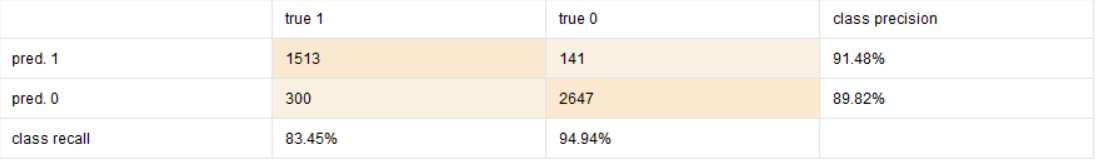 true 1 true 0 class precision
pred. 1 1513 141 91.48%
pred. 0 300 2647 89.82%
class recall 83.45% 94.94%